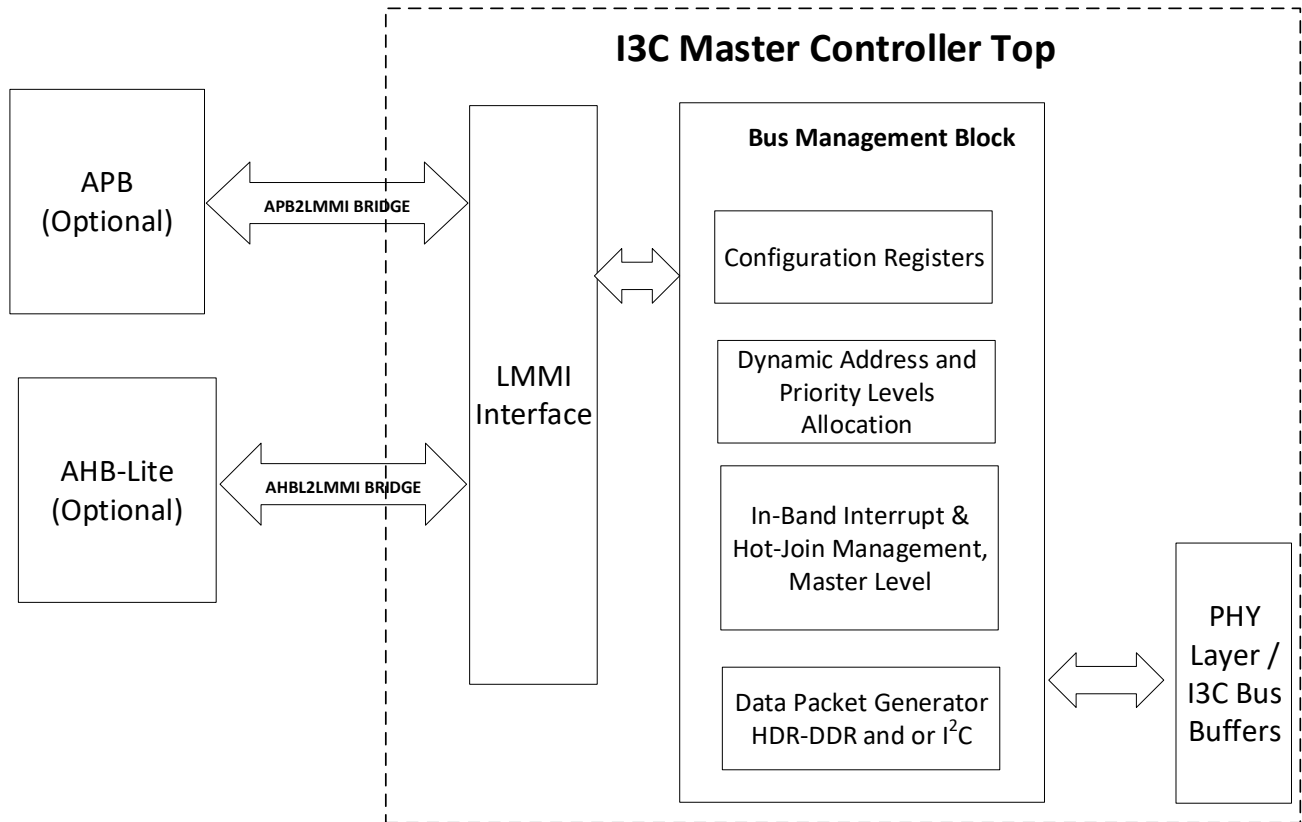 I3C Master Controller Top
APB
(Optional)
APB2LMMI BRIDGE
AHB-Lite
(Optional)
AHBL2LMMI BRIDGE
LMMI
Interface
Bus Management Block
Configuration Registers
Dynamic Address and
Priority Levels
Allocation
In-Band Interrupt &
Hot-Join Management,
Master Level
Data Packet Generator
HDR-DDR and or I²C
PHY
Layer /
I3C Bus
Buffers